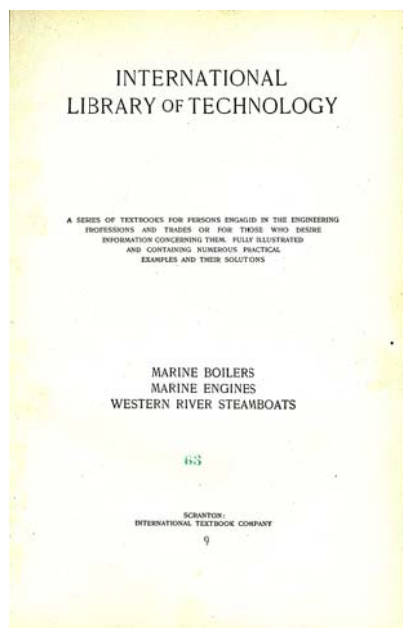 INTERNATIONAL
LIBRARY OF TECHNOLOGY
A SERIES OF TEXTBOOKS FOR PERSONS ENGAGED IN THE ENGINEERING
PROFESSIONS AND TRADES OR FOR THOSE WHO DESIRE
INFORMATION CONCERNING THEM. FULLY ILLUSTRATED
AND CONTAINING NUMEROUS PRACTICAL
EXAMPLES AND THEIR SOLUTIONS
MARINE BOILERS
MARINE ENGINES
WESTERN RIVER STEAMBOATS
63
SCRANTON:
INTERNATIONAL TEXTBOOK COMPANY
9